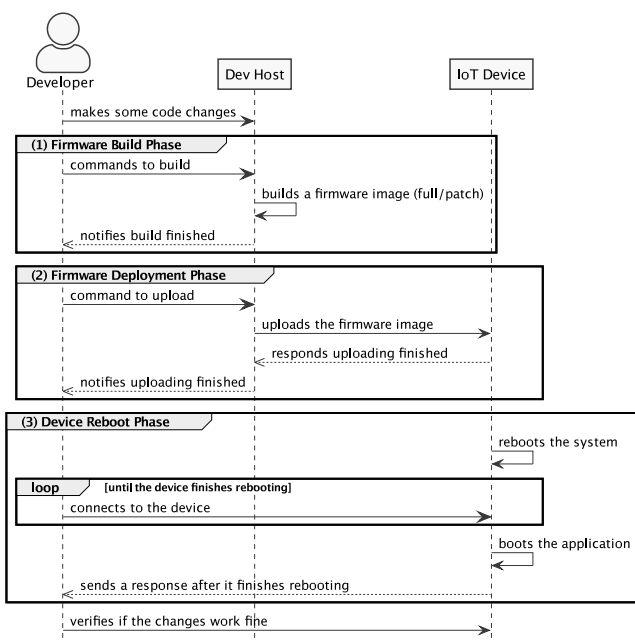 Developer
Dev Host
IoT Device
makes some code changes
(1) Firmware Build Phase
commands to build
builds a firmware image (full/patch)
notifies build finished
(2) Firmware Deployment Phase
command to upload
uploads the firmware image
responds uploading finished
notifies uploading finished
(3) Device Reboot Phase
reboots the system
loop [until the device finishes rebooting]
connects to the device
boots the application
sends a response after it finishes rebooting
verifies if the changes work fine